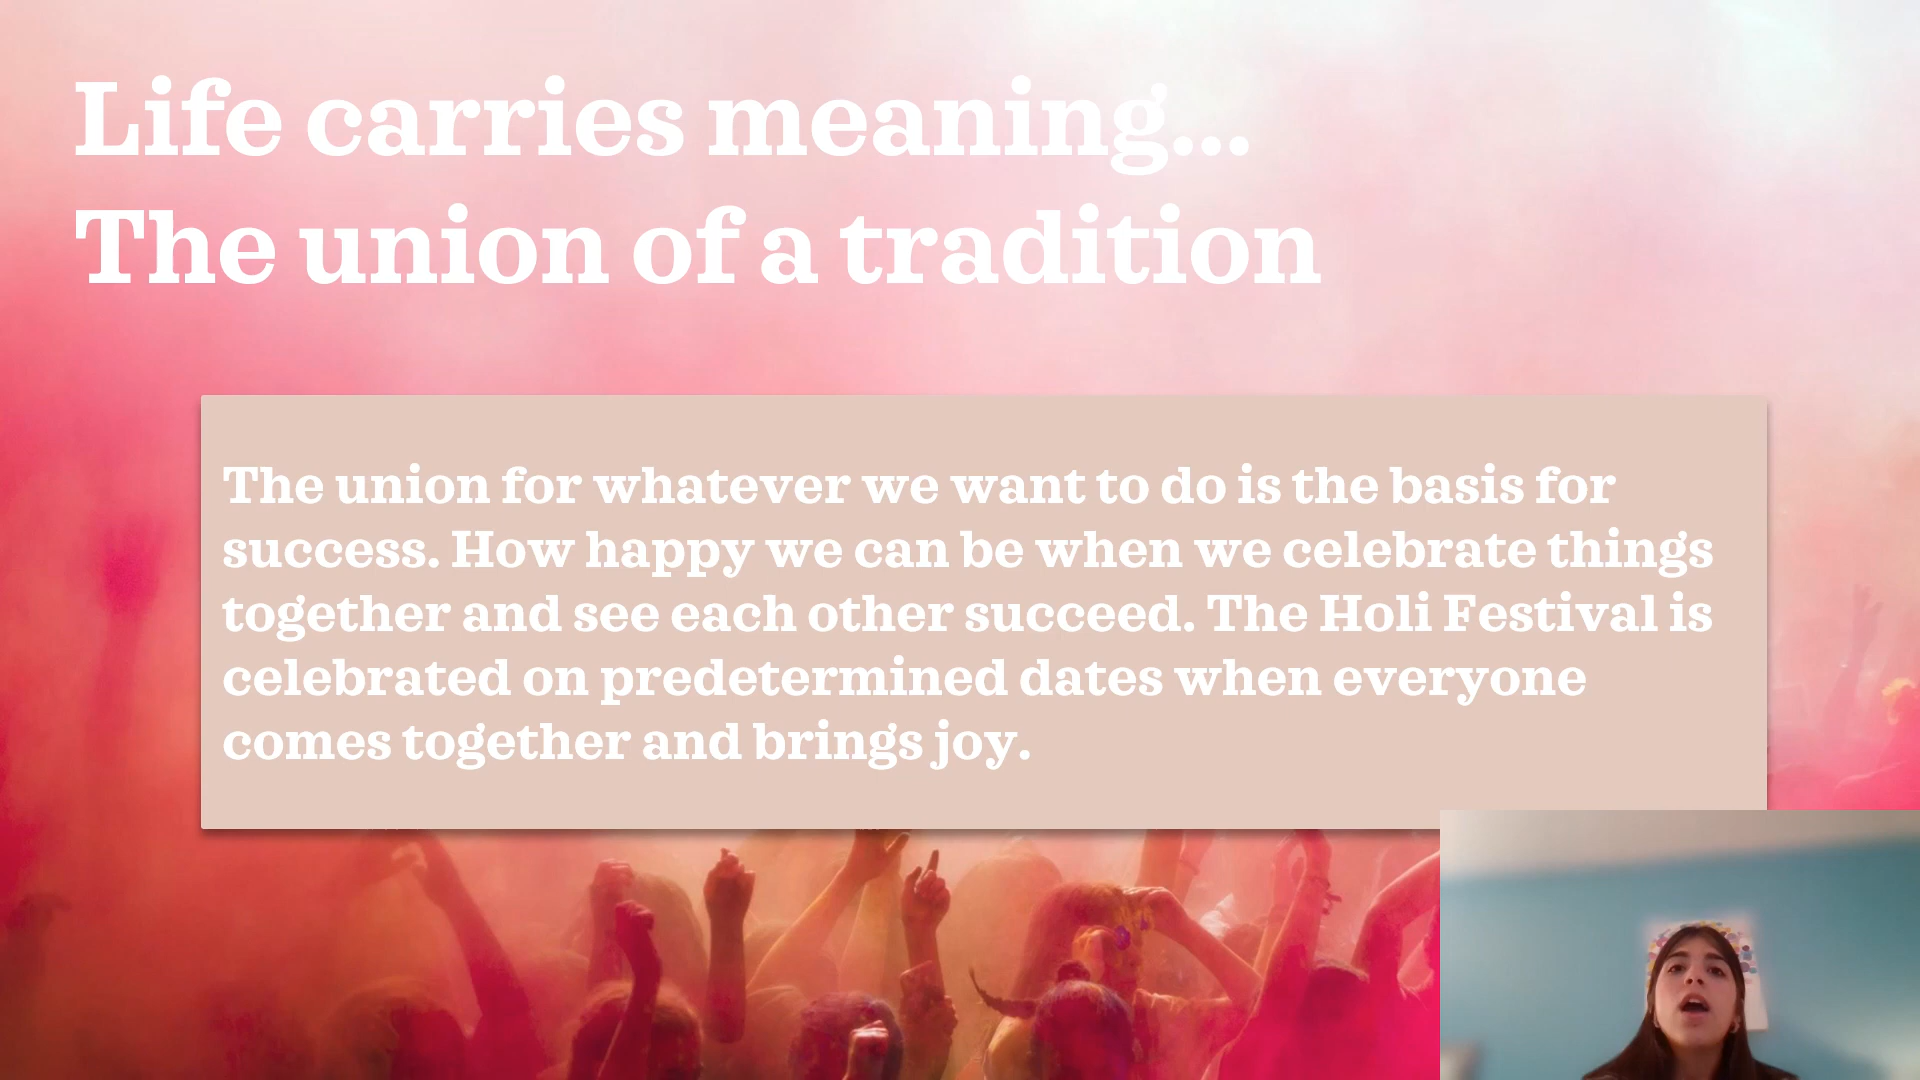 Life carries meaning...
The union of a tradition
The union for whatever we want to do is the basis for
success. How happy we can be when we celebrate things
together and see each other succeed. The Holi Festival is
celebrated on predetermined dates when everyone
comes together and brings joy.